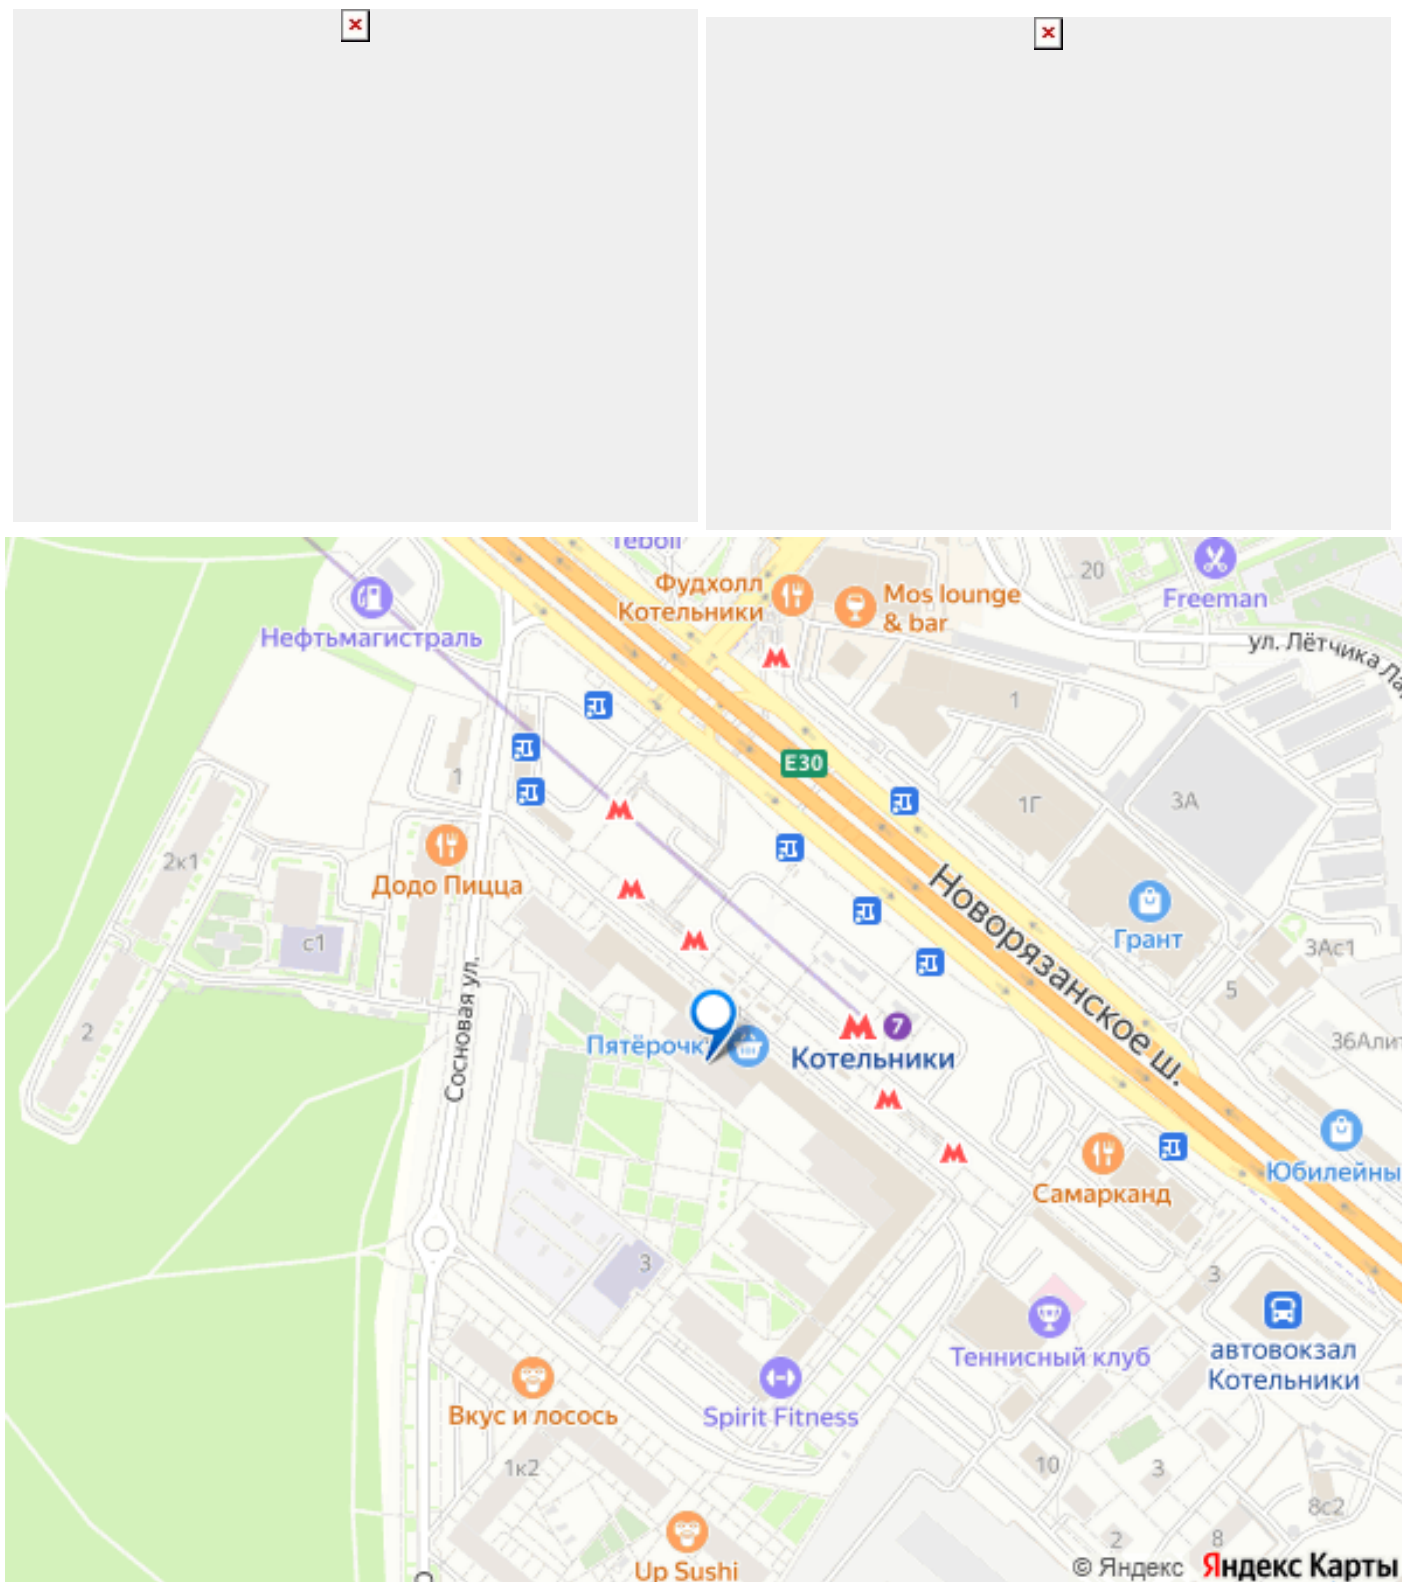 Teboil
Фудхолл
Котельники
Mos lounge
& bar
20
Freeman
Нефтьмагистраль
ул. Лётчика
1
E30
1
1Г
3А
2к1
Додо Пицца
Новорязанское ш.
Грант
с1
3Ас1
Сосновая ул.
5
2
7
Котельники
Самарканд
3
3
Теннисный клуб
автовокзал
Котельники
Вкус и лосось
Spirit Fitness
1к2
10
3
8с2
2
8
Up Sushi
© Яндекс Яндекс Карты